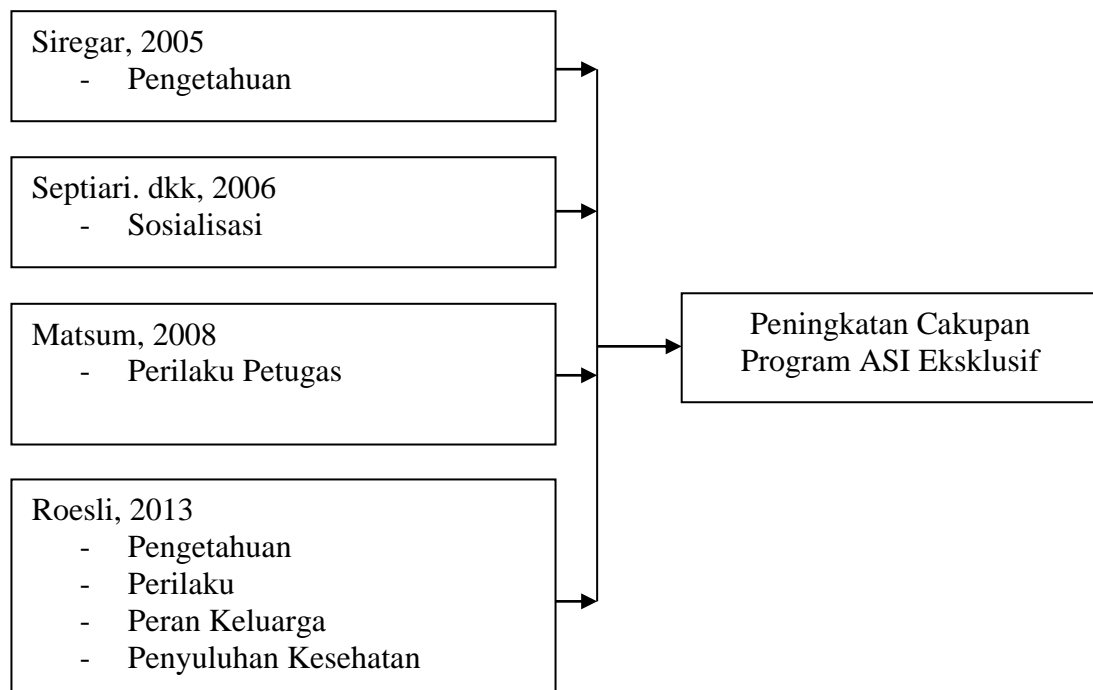 Siregar, 2005
- Pengetahuan
Septiari. dkk, 2006
- Sosialisasi
Matsum, 2008
- Perilaku Petugas
Roesli, 2013
- Pengetahuan
- Perilaku
- Peran Keluarga
- Penyuluhan Kesehatan
Peningkatan Cakupan
Program ASI Eksklusif